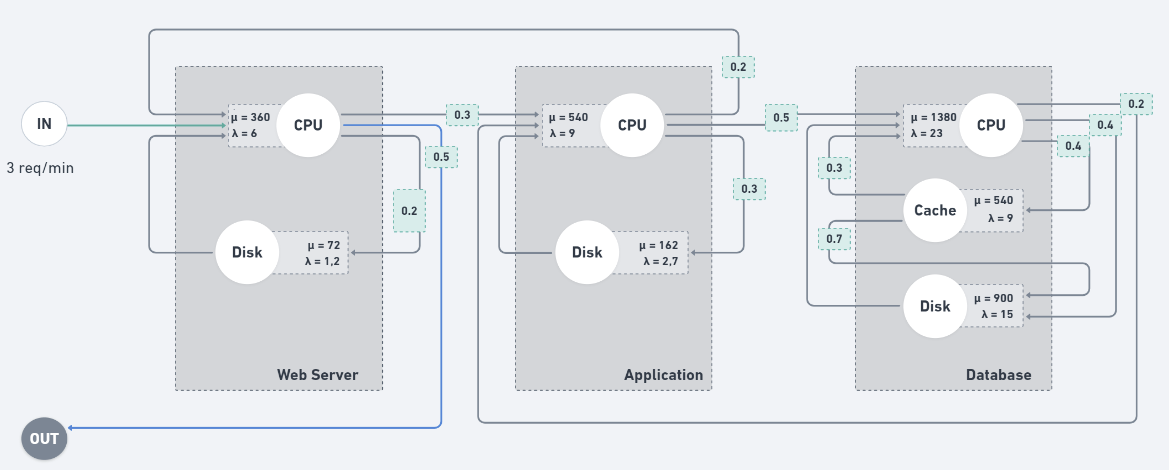 IN
3 req/min
μ = 360
λ = 6
CPU
0.3
0.5
0.2
Disk
μ = 72
λ = 1,2
Web Server
OUT
0.2
μ = 540
λ = 9
CPU
0.5
0.3
Disk
μ = 162
λ = 2,7
Application
μ = 1380
λ = 23
CPU
0.2
0.4
0.4
0.3
Cache
μ = 540
λ = 9
0.7
Disk
μ = 900
λ = 15
Database